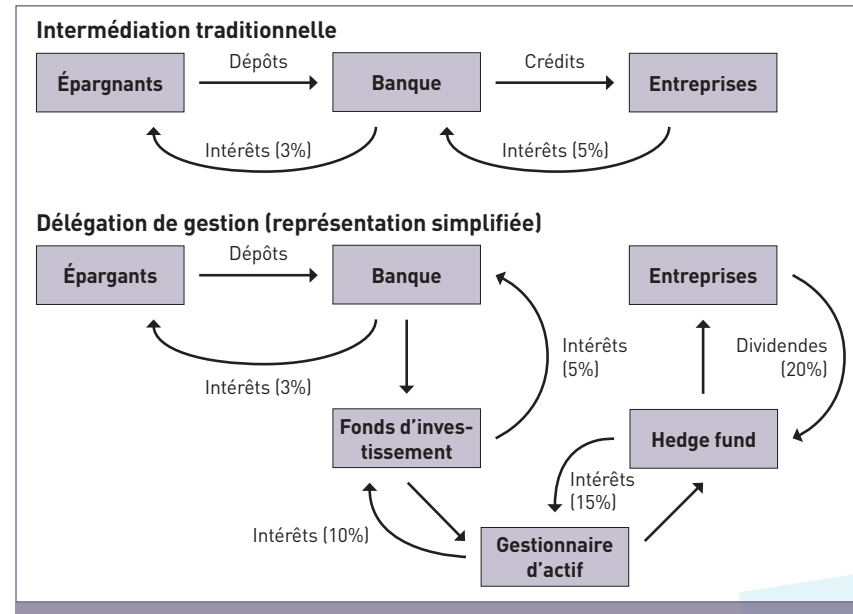 Intermédiation traditionnelle
Dépôts
Crédits
Épargnants
Banque
Entreprises
Intérêts (3%)
Intérêts (5%)
Délégation de gestion (représentation simplifiée)
Dépôts
Épargants
Banque
Entreprises
Intérêts
(5%)
Dividendes
(20%)
Intérêts (3%)
Fonds d’inves-
tissement
Hedge fund
Intérêts
(15%)
Intérêts (10%)
Gestionnaire
d’actif